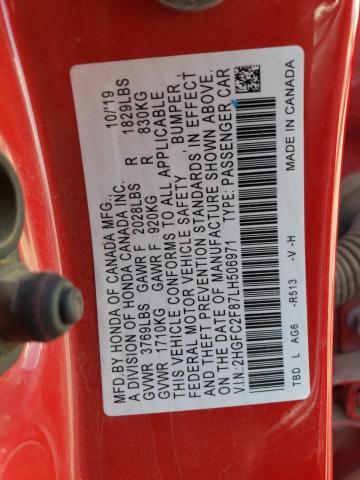 MFD.BY HONDA OF CANADA MFG., 10/'19
A DIVISION OF HONDA CANADA INC.
GVWR 3769LBS GAWR F 2028LBS R 1829LBS
GVWR 1710KG GAWR F 920KG R 830KG
THIS VEHICLE CONFORMS TO ALL APPLICABLE
FEDERAL MOTOR VEHICLE SAFETY , BUMPER ,
AND THEFT PREVENTION STANDARDS IN EFFECT
ON THE DATE OF MANUFACTURE SHOWN ABOVE.
V.I.N.:2HGFC2F87LH506971 TYPE: PASSENGER CAR
TBD L AG6 -R513 -V -H MADE IN CANADA